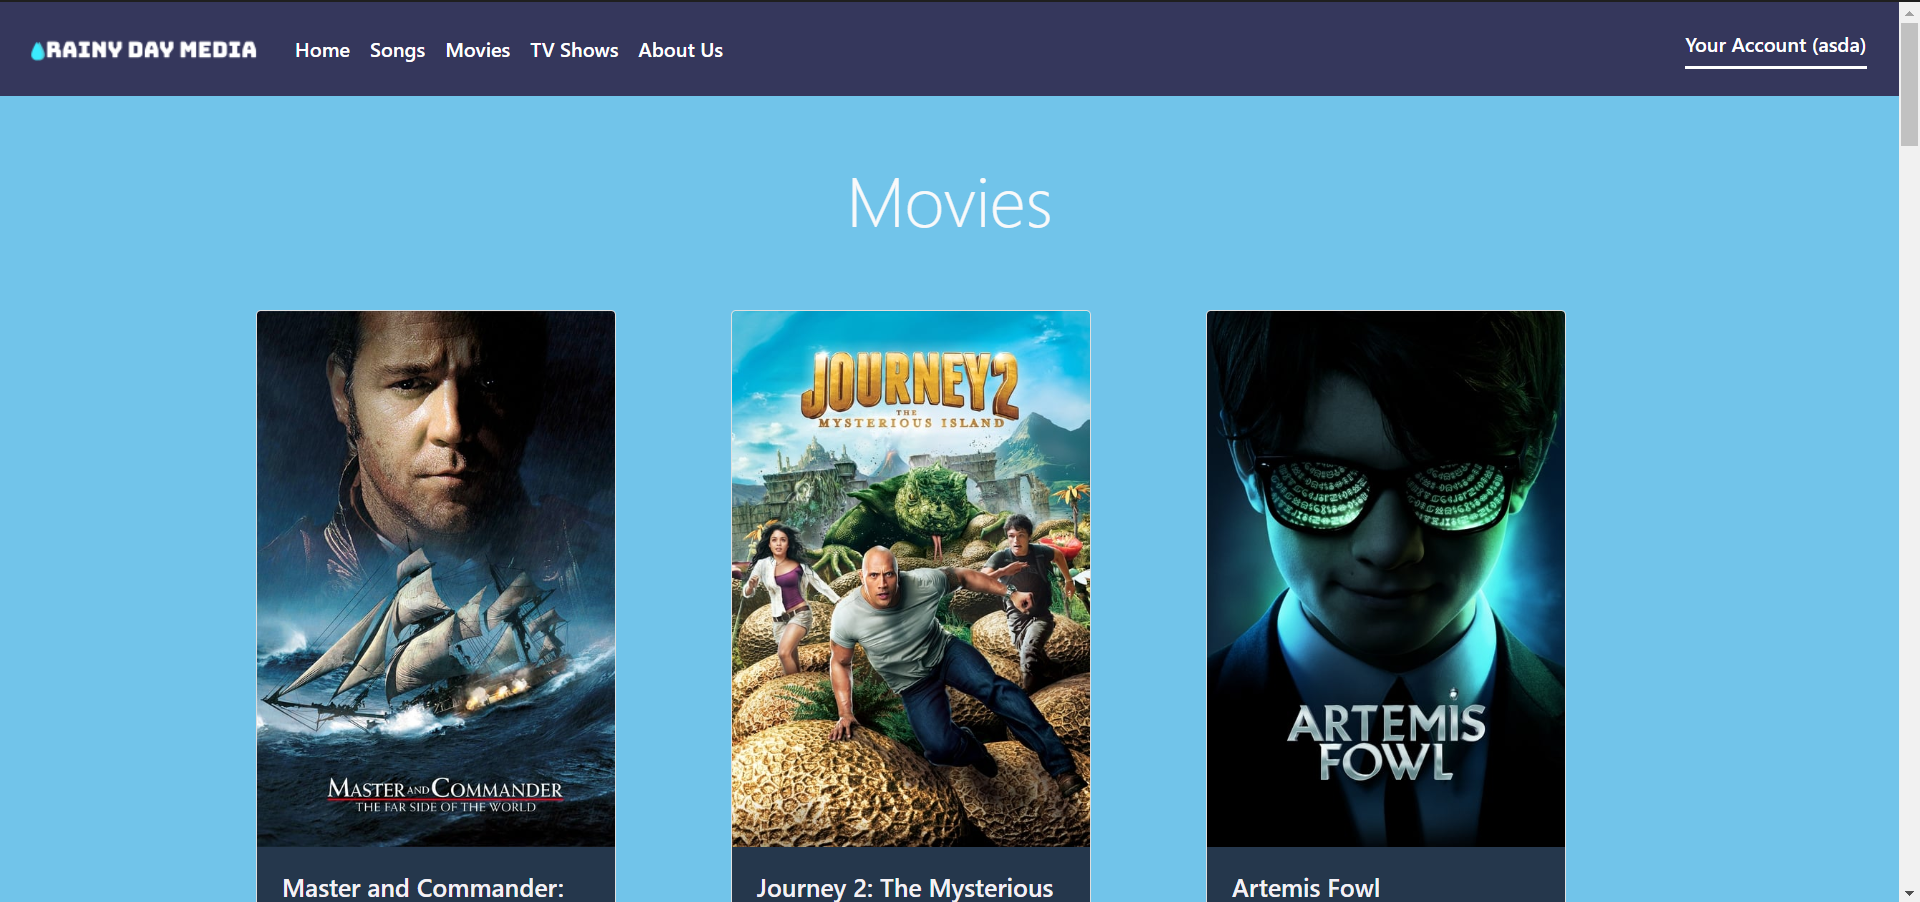 RAINY DAY MEDIA
Home Songs Movies TV Shows About Us
Your Account (asda)
Movies
JOURNEY 2
THE
MYSTERIOUS ISLAND
ARTEMIS
FOWL
MASTER AND COMMANDER
THE FAR SIDE OF THE WORLD
Master and Commander:
Journey 2: The Mysterious
Artemis Fowl